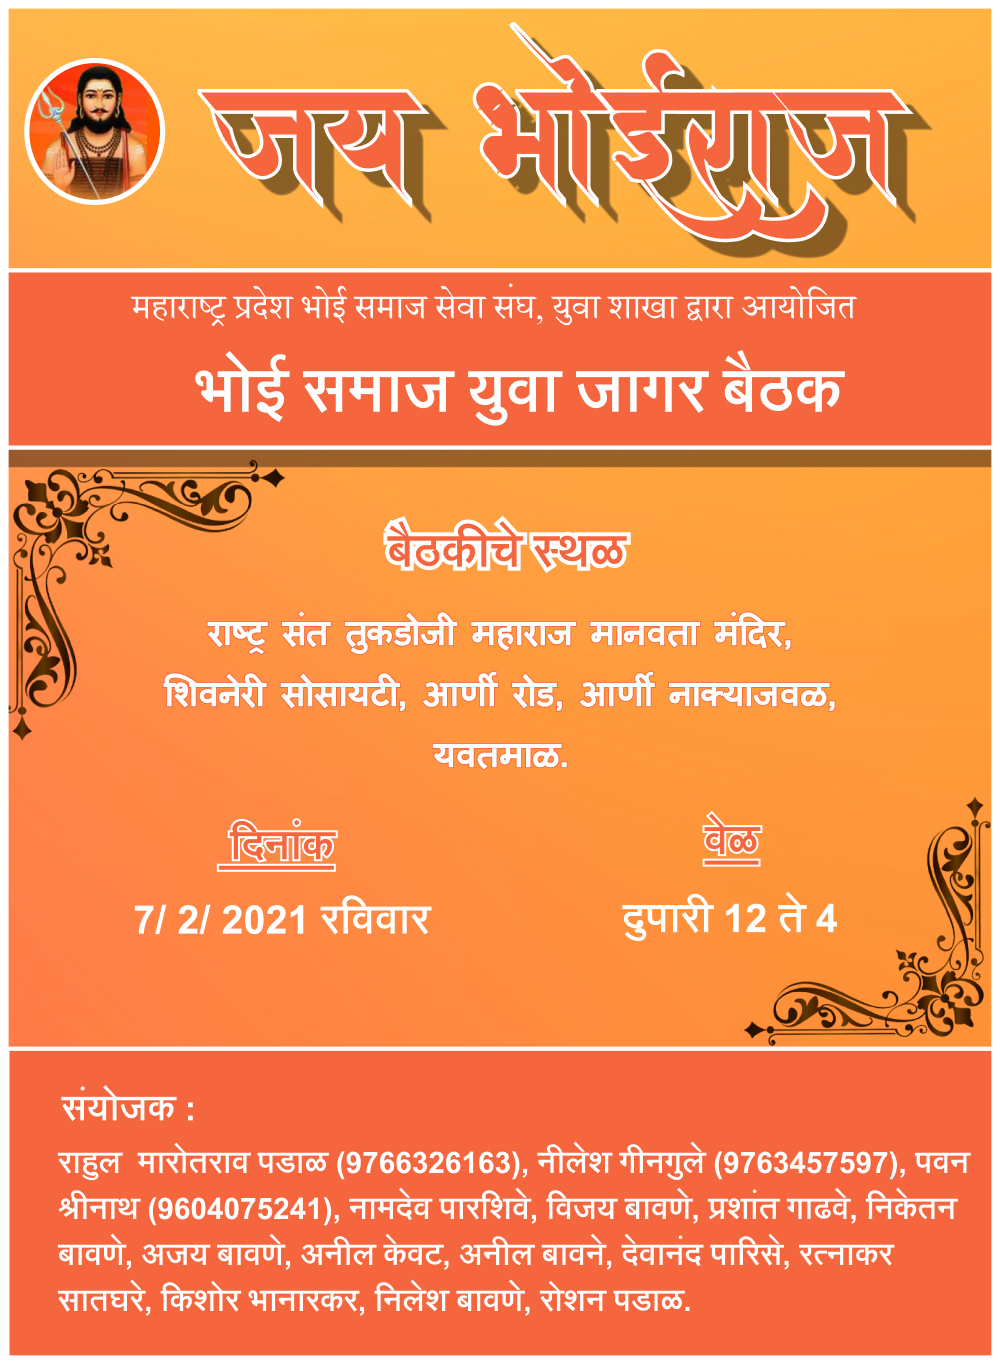 जय भोईराज
महाराष्ट्र प्रदेश भोई समाज सेवा संघ, युवा शाखा द्वारा आयोजित
भोई समाज युवा जागर बैठक
बैठकीचे स्थळ
राष्ट्र संत तुकडोजी महाराज मानवता मंदिर,
शिवनेरी सोसायटी, आर्णी रोड, आर्णी नाक्याजवळ,
यवतमाळ.
दिनांक
वेळ
7/ 2/ 2021 रविवार
दुपारी 12 ते 4
संयोजक :
राहुल मारोतराव पडाळ (9766326163), नीलेश गीनगुले (9763457597), पवन
श्रीनाथ (9604075241), नामदेव पारशिवे, विजय बावणे, प्रशांत गाढवे, निकेतन
बावणे, अजय बावणे, अनील केवट, अनील बावने, देवानंद पारिसे, रत्नाकर
सातघरे, किशोर भानारकर, निलेश बावणे, रोशन पडाळ.